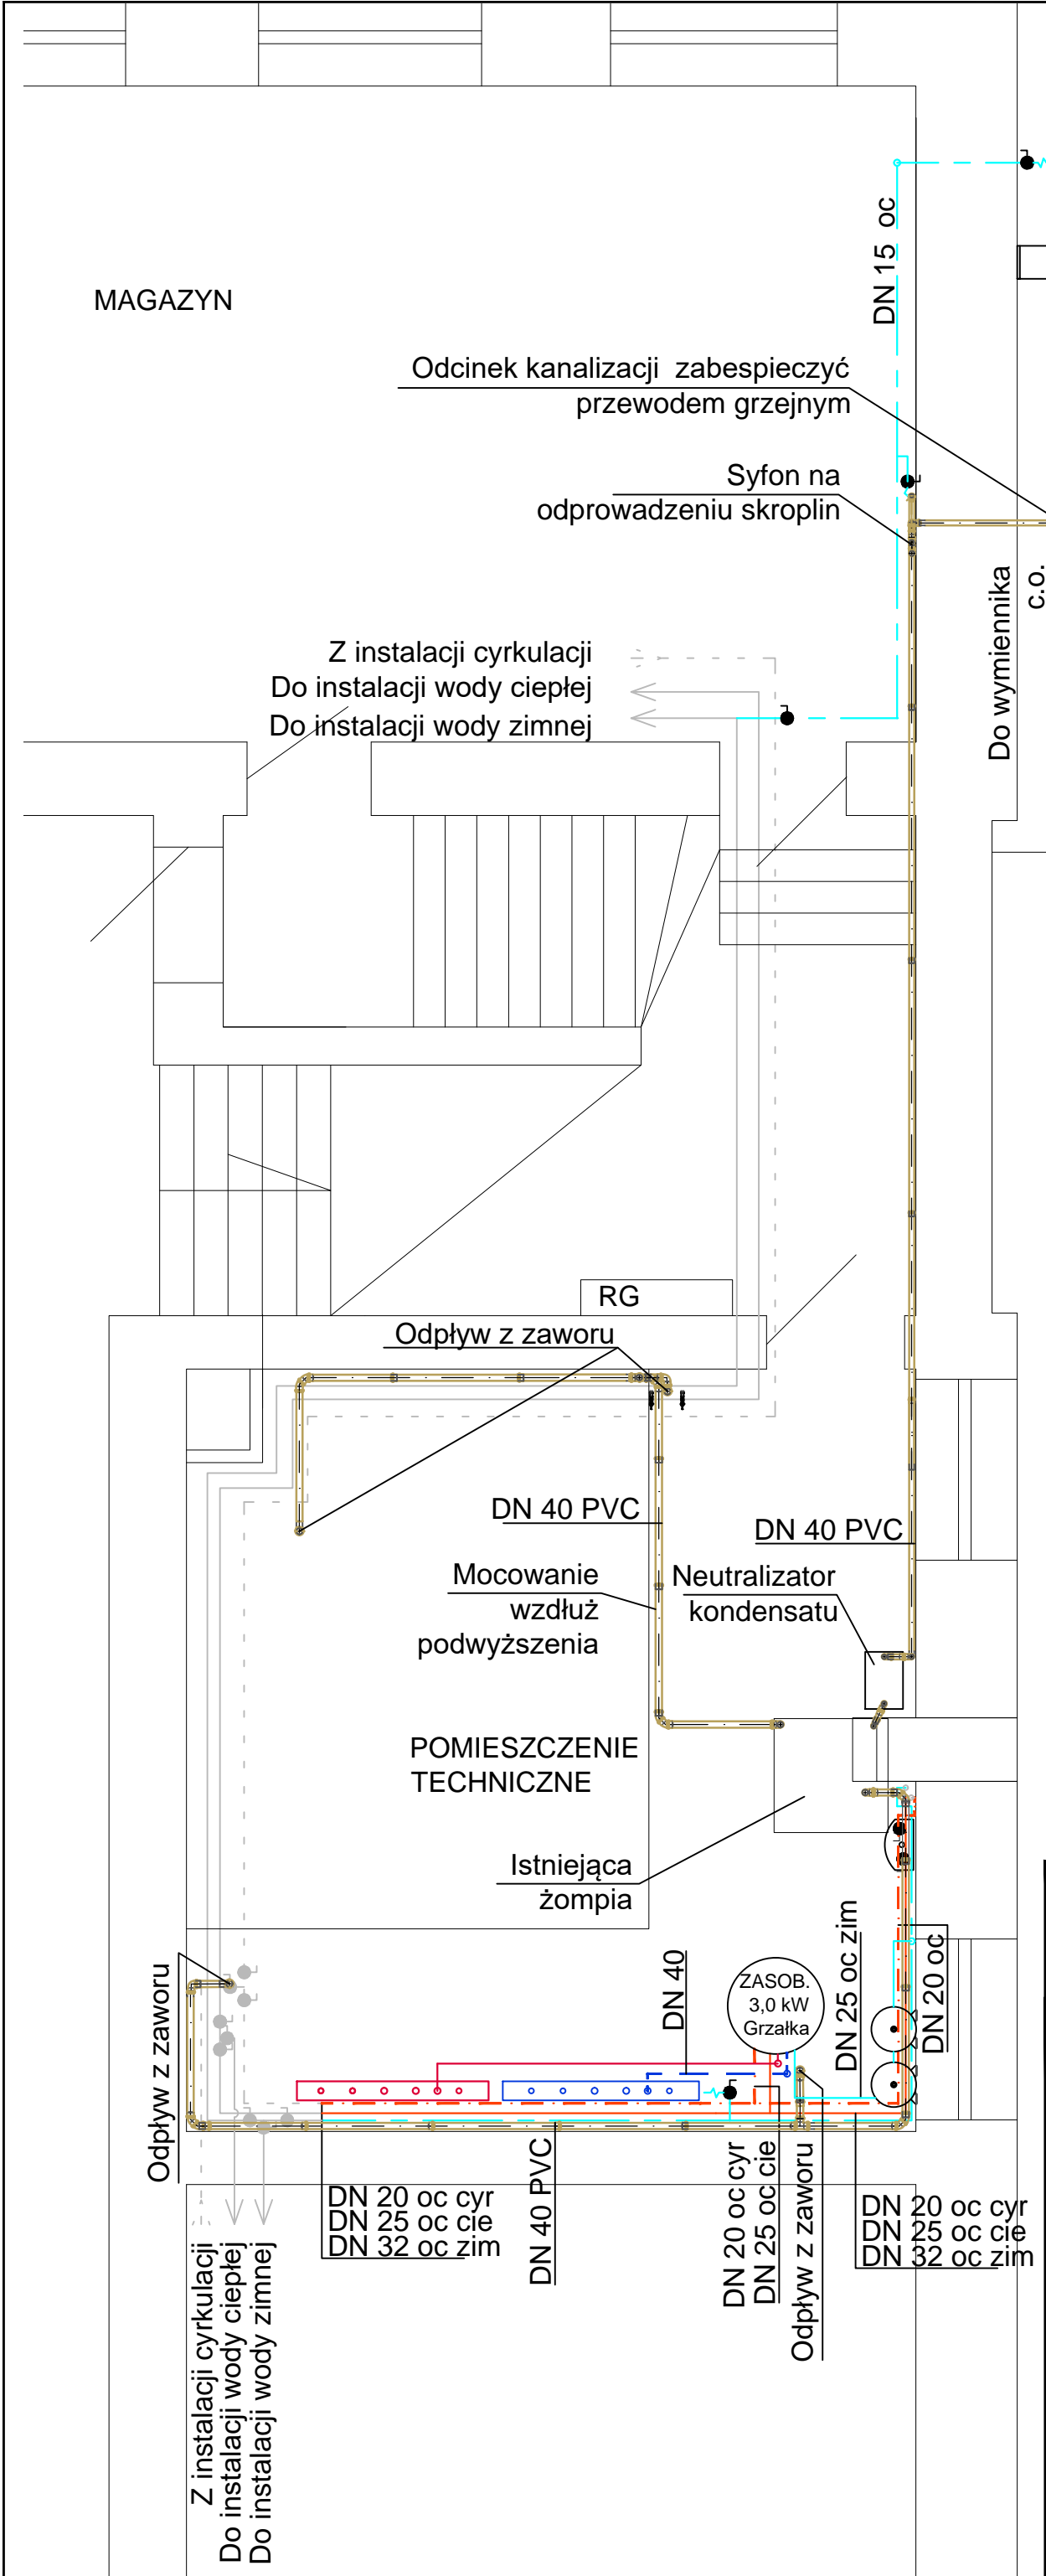 DN 15 oc
MAGAZYN
Odcinek kanalizacji zabespieczyć
przewodem grzejnym
Syfon na
odprowadzeniu skroplin
Do wymiennika
c.o.
Z instalacji cyrkulacji
Do instalacji wody ciepłej
Do instalacji wody zimnej
RG
Odpływ z zaworu
DN 40 PVC
DN 40 PVC
Mocowanie
wzdłuż
podwyższenia
Neutralizator
kondensatu
POMIESZCZENIE
TECHNICZNE
Istniejąca
żompia
Odpływ z zaworu
DN 40
ZASOB.
3,0 kW
Grzałka
DN 25 oc zim
DN 20 oc
DN 20 oc cyr
DN 25 oc cie
DN 32 oc zim
DN 40 PVC
DN 20 oc cyr
DN 25 oc cie
Odpływ z zaworu
DN 20 oc cyr
DN 25 oc cie
DN 32 oc zim
Z instalacji cyrkulacji
Do instalacji wody ciepłej
Do instalacji wody zimnej